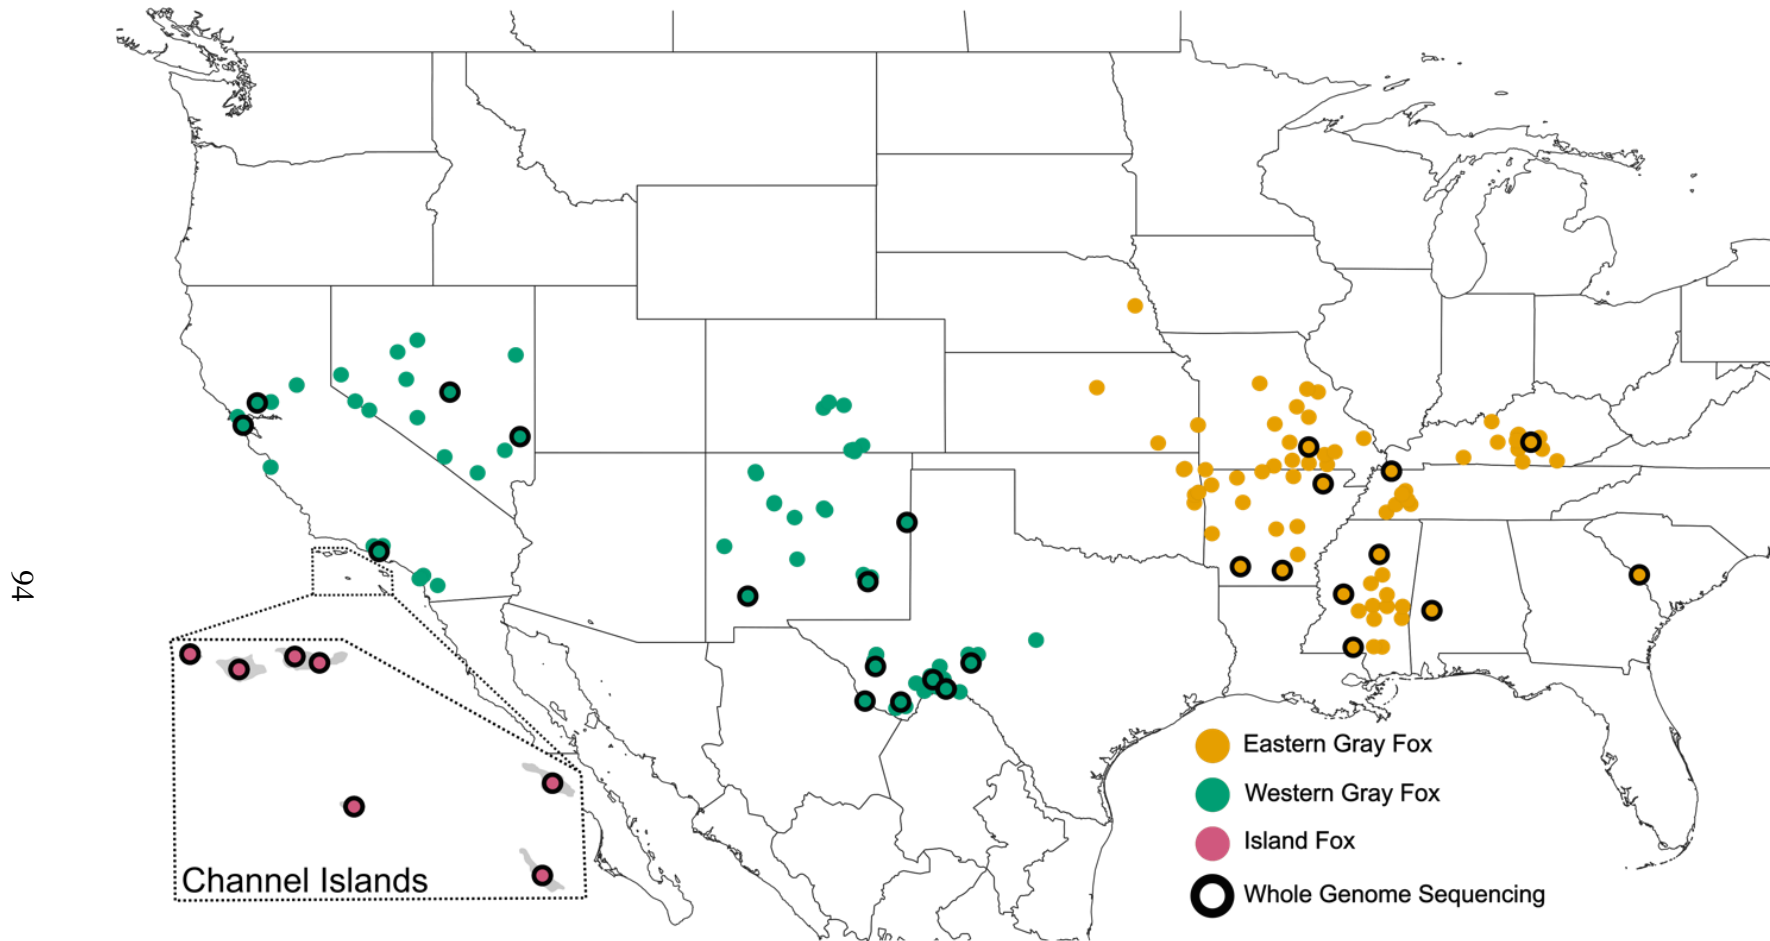 94
Channel Islands
Eastern Gray Fox
Western Gray Fox
Island Fox
Whole Genome Sequencing